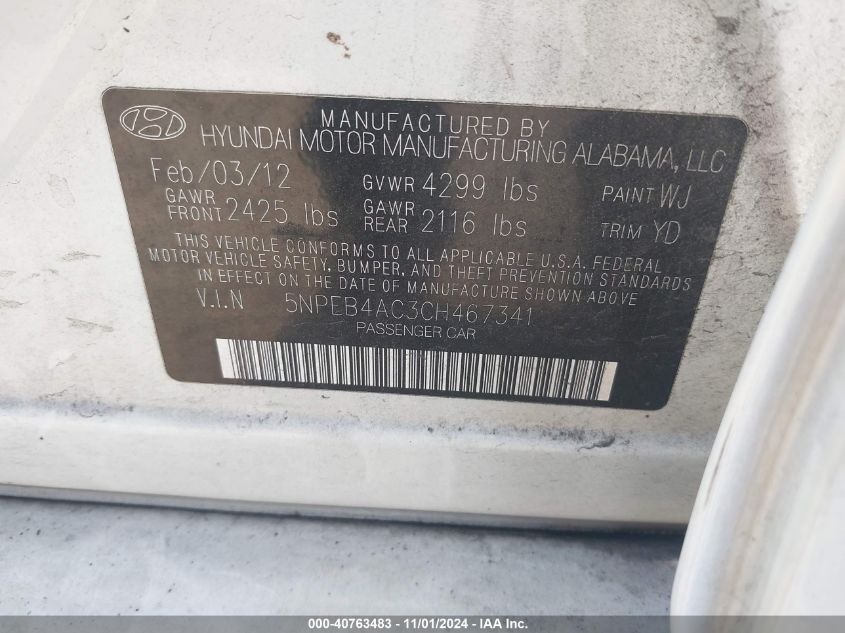 MANUFACTURED BY
HYUNDAI MOTOR MANUFACTURING ALABAMA, LLC
Feb/03/12 GVWR 4299 lbs PAINT WJ
GAWR FRONT 2425 lbs GAWR REAR 2116 lbs TRIM YD
THIS VEHICLE CONFORMS TO ALL APPLICABLE U.S.A. FEDERAL
MOTOR VEHICLE SAFETY, BUMPER, AND THEFT PREVENTION STANDARDS
IN EFFECT ON THE DATE OF MANUFACTURE SHOWN ABOVE.
V.I.N 5NPEB4AC3CH467341
PASSENGER CAR
000-40763483 - 11/01/2024 - IAA Inc.